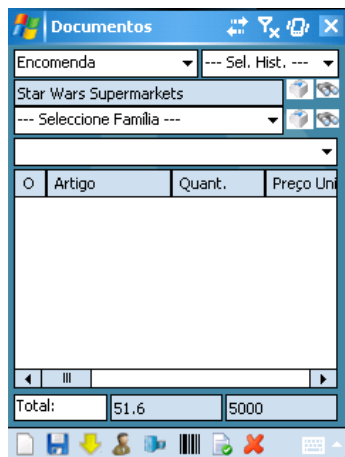 Documentos
Encomenda --- Sel. Hist. ---
Star Wars Supermarkets
--- Seleccione Família ---
O Artigo Quant. Preço Uni
Total: 51.6 5000